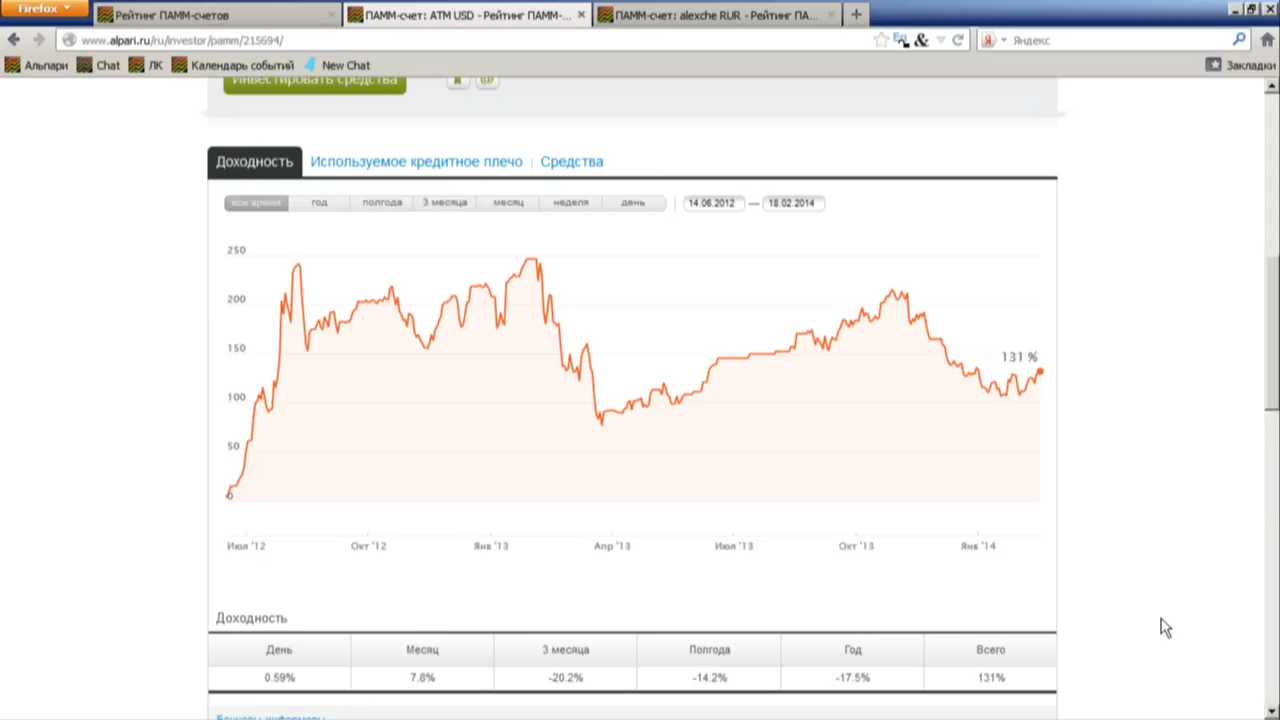 Firefox
Рейтинг ПАММ-счетов
ПАММ-счет: ATM USD - Рейтинг ПАММ-...
ПАММ-счет: alexche RUR - Рейтинг ПА...
www.alpari.ru/ru/investor/pamm/215694/
Яндекс
Альпари Chat ЛК Календарь событий New Chat Закладки
Инвестировать средства
Доходность Используемое кредитное плечо Средства
все время год полгода 3 месяца месяц неделя день 14.06.2012 — 18.02.2014
250
200
150
131 %
100
50
0
Июл '12 Окт '12 Янв '13 Апр '13 Июл '13 Окт '13 Янв '14
Доходность
День Месяц 3 месяца Полгода Год Всего
0.59% 7.8% -20.2% -14.2% -17.5% 131%